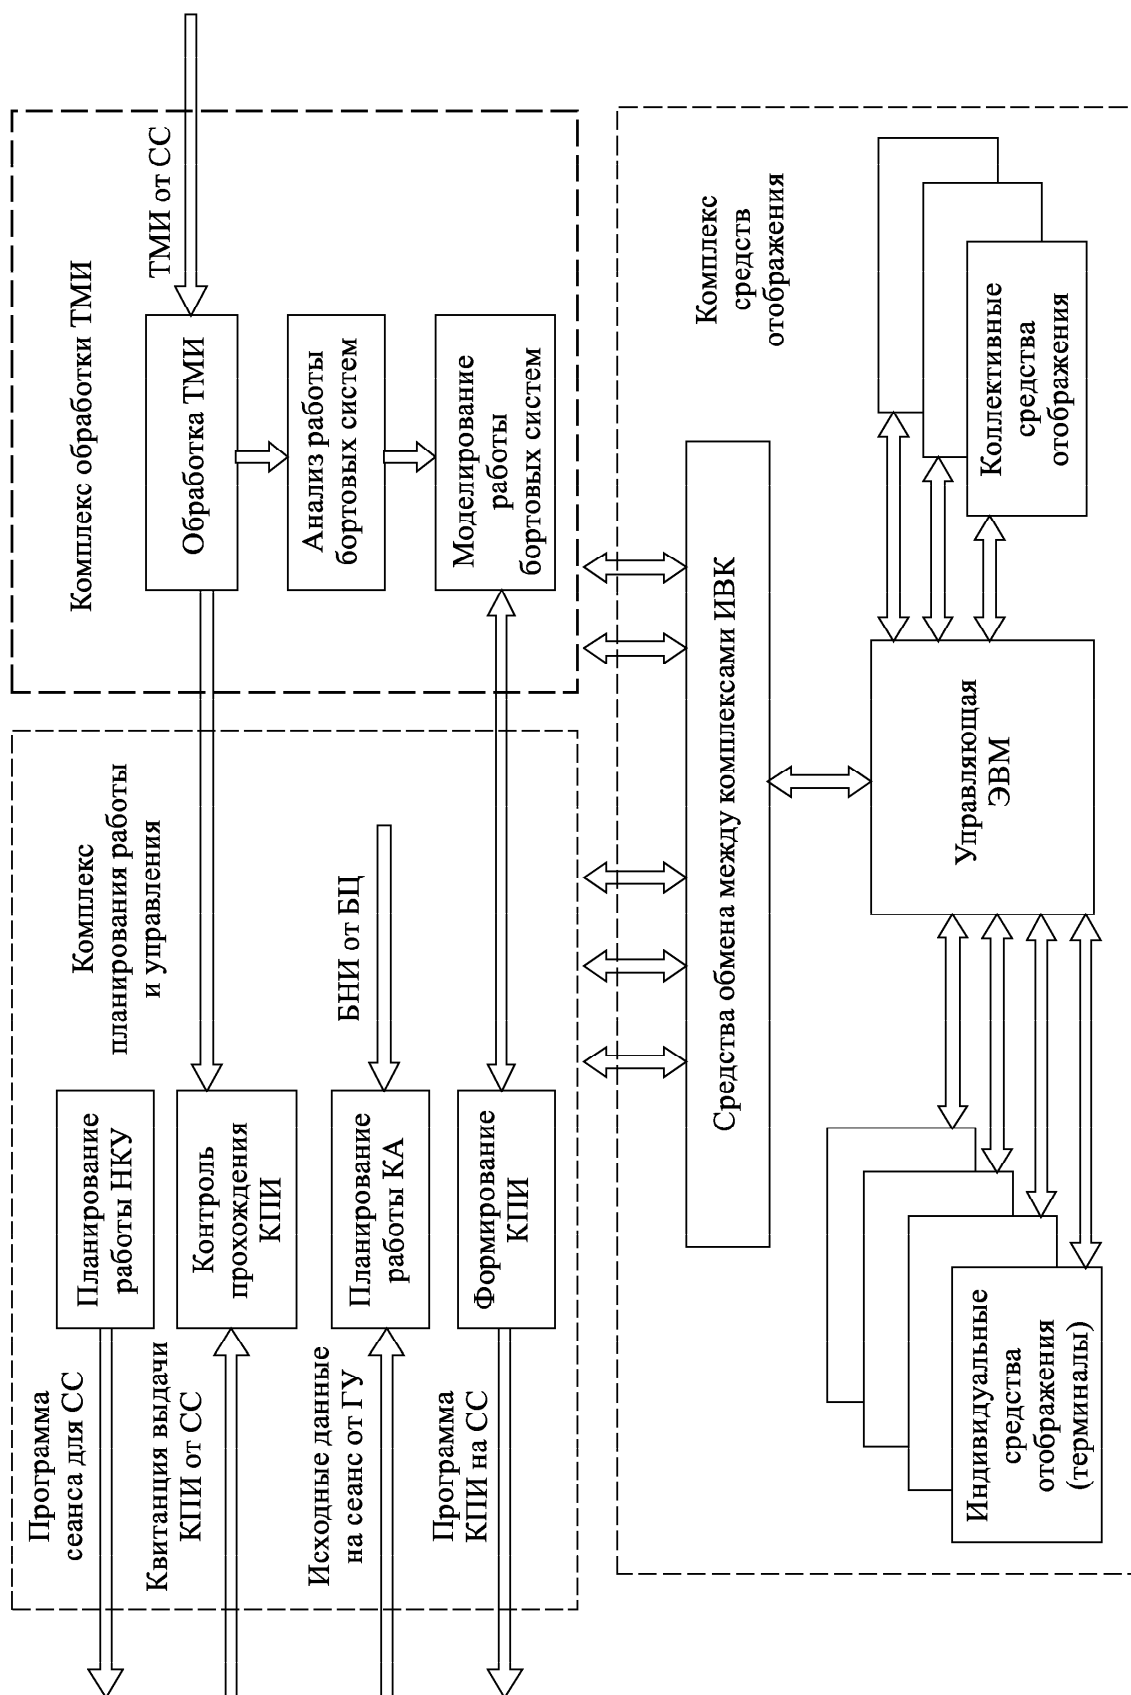 Программа
сеанса для СС
Квитанция выдачи
КПИ от СС
Исходные данные
на сеанс от ГУ
Программа
КПИ на СС
Планирование
работы НКУ
Контроль
прохождения
КПИ
Планирование
работы КА
Формирование
КПИ
Комплекс
планирования работы
и управления
БНИ от БЦ
Комплекс обработки ТМИ
ТМИ от СС
Обработка ТМИ
Анализ работы
бортовых систем
Моделирование
работы
бортовых систем
Комплекс
средств
отображения
Средства обмена между комплексами ИВК
Индивидуальные
средства
отображения
(терминалы)
Управляющая
ЭВМ
Коллективные
средства
отображения